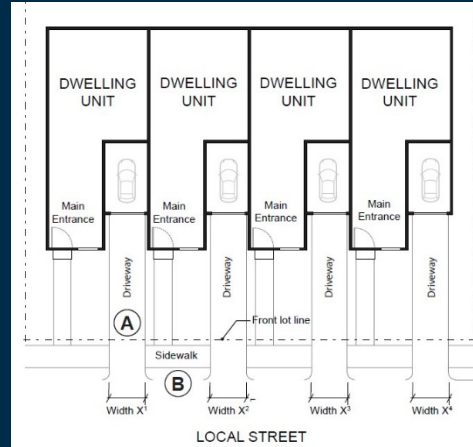 DWELLING
UNIT
DWELLING
UNIT
DWELLING
UNIT
DWELLING
UNIT
Main
Entrance
Main
Entrance
Main
Entrance
Main
Entrance
Driveway
Driveway
Driveway
Driveway
A
Front lot line
Sidewalk
B
Width X¹
Width X²
Width X³
Width X⁴
LOCAL STREET